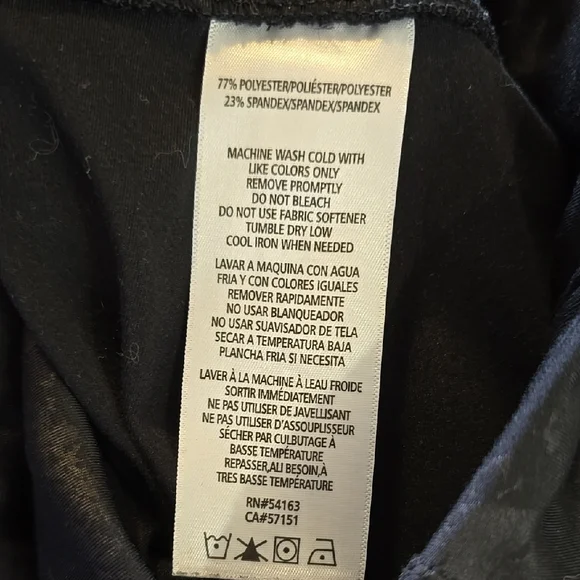 77% POLYESTER/POLIÉSTER/POLYESTER
23% SPANDEX/SPANDEX/SPANDEX
MACHINE WASH COLD WITH
LIKE COLORS ONLY
REMOVE PROMPTLY
DO NOT BLEACH
DO NOT USE FABRIC SOFTENER
TUMBLE DRY LOW
COOL IRON WHEN NEEDED
LAVAR A MAQUINA CON AGUA
FRIA Y CON COLORES IGUALES
REMOVER RAPIDAMENTE
NO USAR BLANQUEADOR
NO USAR SUAVISADOR DE TELA
SECAR A TEMPERATURA BAJA
PLANCHA FRIA SI NECESITA
LAVER À LA MACHINE À LEAU FROIDE
SORTIR IMMÉDIATEMENT
NE PAS UTILISER DE JAVELLISANT
NE PAS UTILISER D'ASSOUPLISSEUR
SÉCHER PAR CULBUTAGE À
BASSE TEMPÉRATURE
REPASSER,ALI BESOIN,À
TRES BASSE TEMPÉRATURE
RN#54163
CA#57151